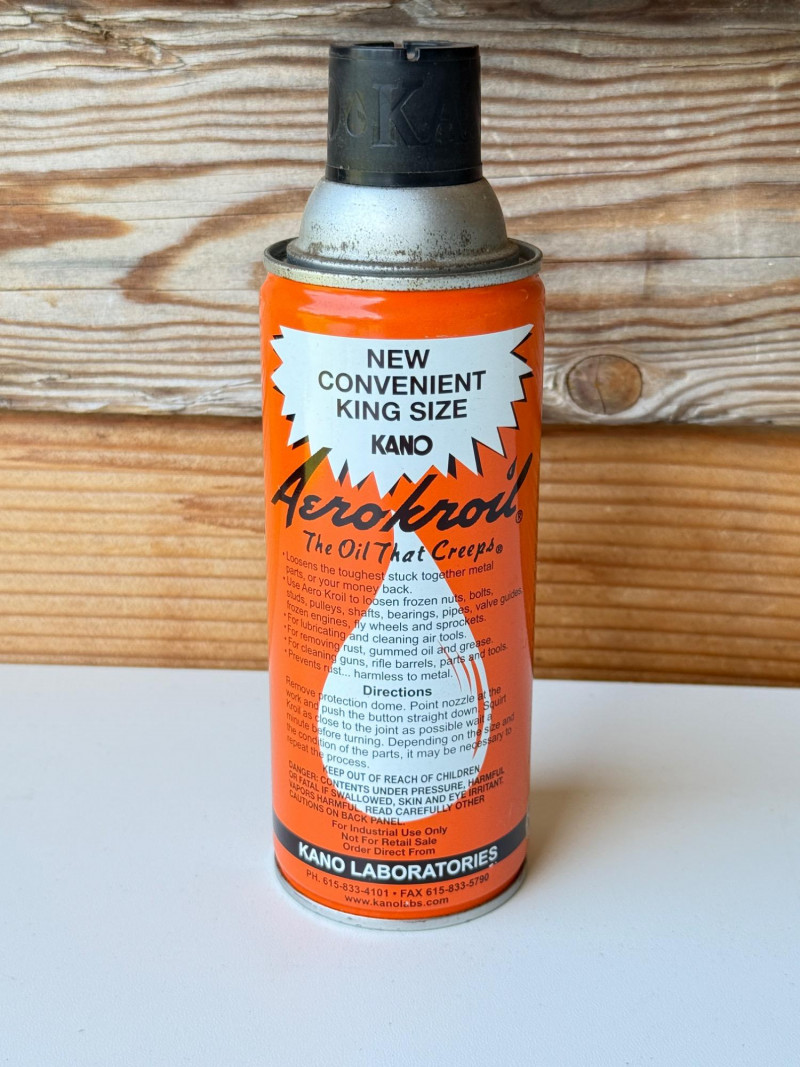 KA
NEW
CONVENIENT
KING SIZE
KANO
Aerokroil®
The Oil That Creeps®
• Loosens the toughest stuck together metal
parts, or your money back.
• Use Aero Kroil to loosen frozen nuts, bolts,
studs, pulleys, shafts, bearings, pipes, valve guides,
frozen engines, fly wheels and sprockets.
• For lubricating and cleaning air tools.
• For removing rust, gummed oil and grease.
• For cleaning guns, rifle barrels, parts and tools.
• Prevents rust... harmless to metal.
Directions
Remove protection dome. Point nozzle at the
work and push the button straight down. Squirt
Kroil as close to the joint as possible wait a
minute before turning. Depending on the size and
the condition of the parts, it may be necessary to
repeat the process.
KEEP OUT OF REACH OF CHILDREN
DANGER: CONTENTS UNDER PRESSURE, HARMFUL
OR FATAL IF SWALLOWED, SKIN AND EYE IRRITANT.
VAPORS HARMFUL. READ CAREFULLY OTHER
CAUTIONS ON BACK PANEL.
For Industrial Use Only
Not For Retail Sale
Order Direct From
KANO LABORATORIES
PH. 615-833-4101 • FAX 615-833-5790
www.kanolabs.com